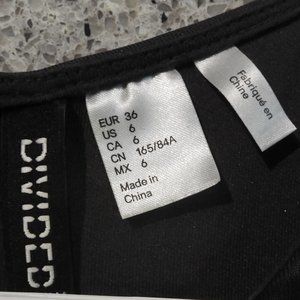 EUR 36
US 6
CA 6
CN 165/84A
MX 6
Made in
China
Fabriqué en
Chine
DIVIDED